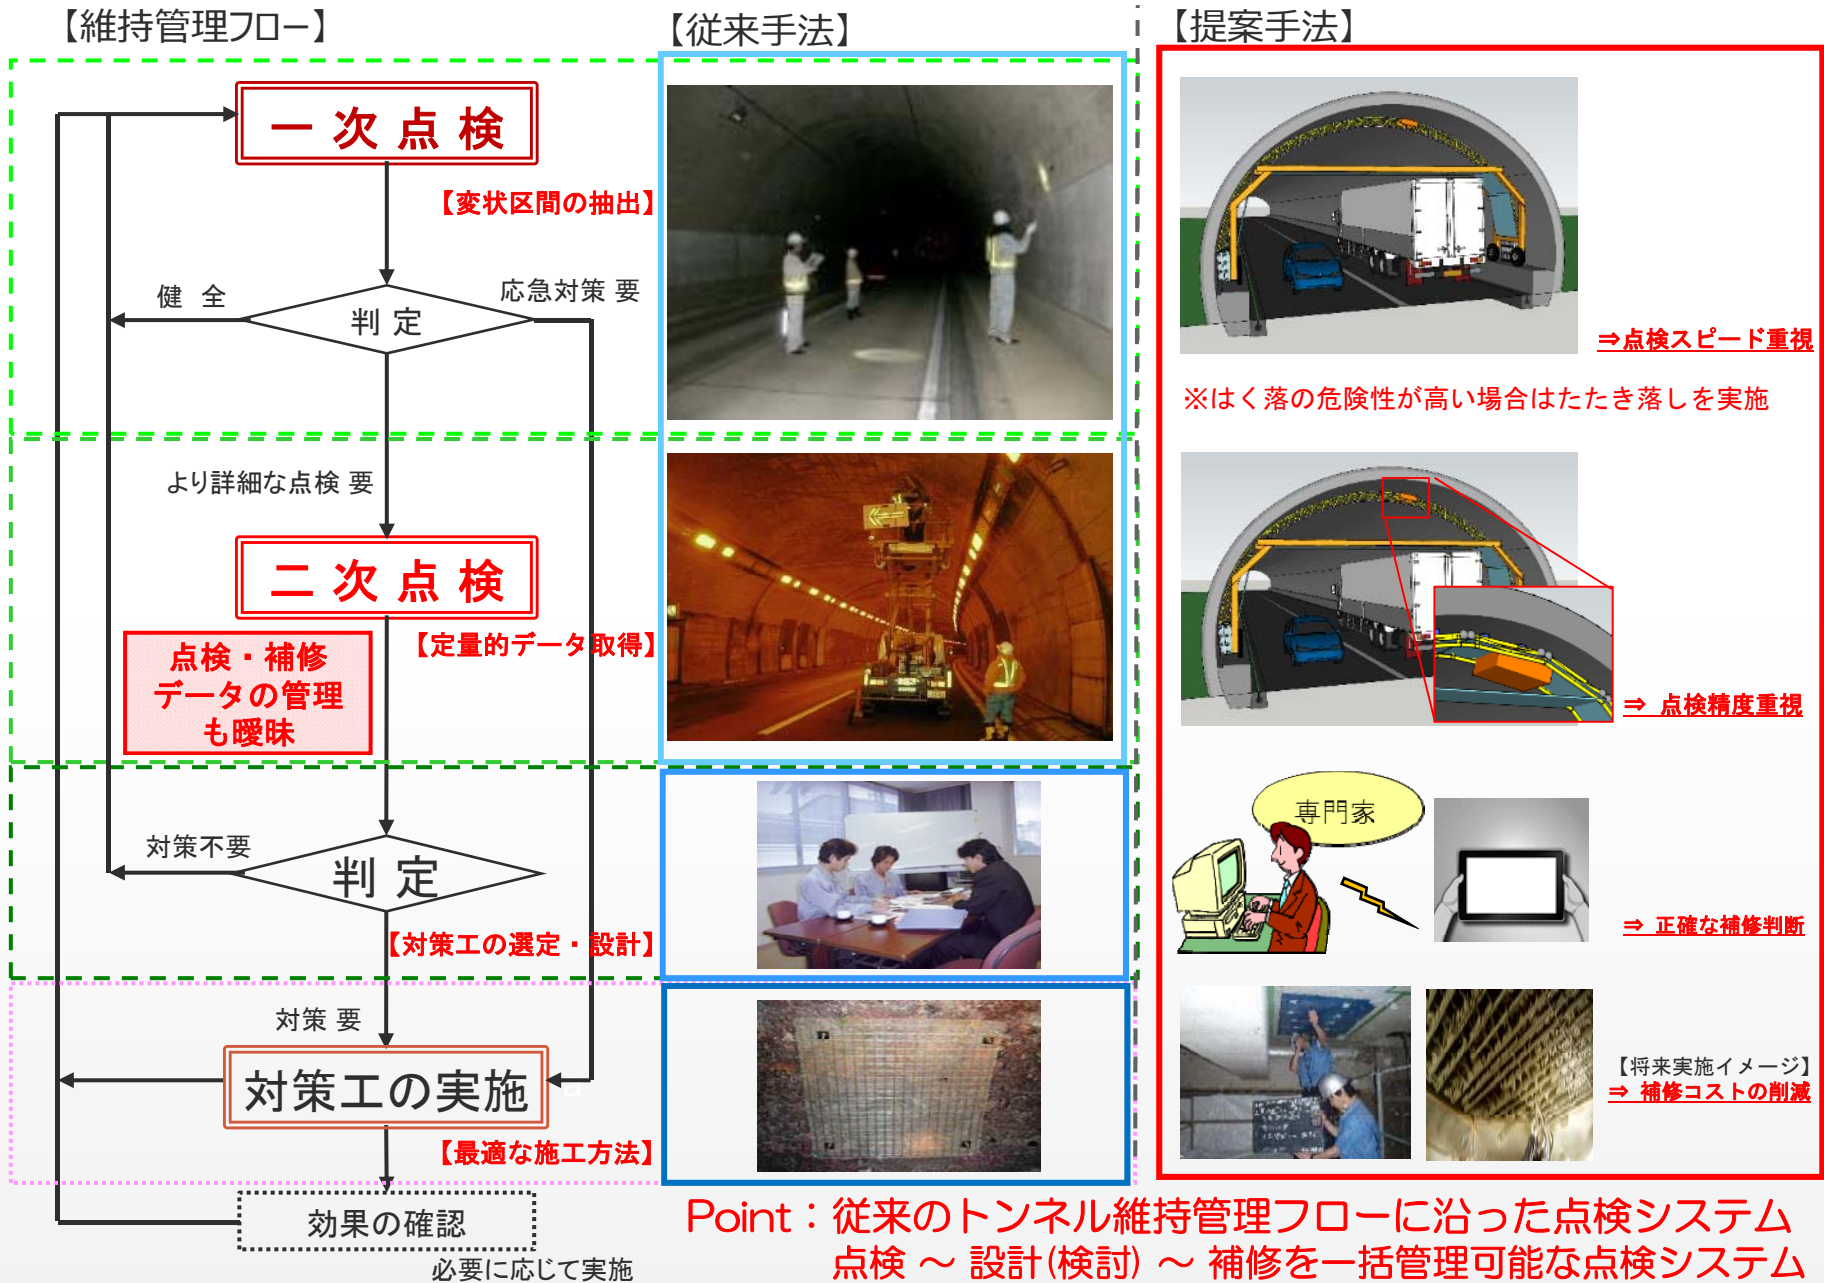 【維持管理フロー】
【従来手法】
【提案手法】
一次点検
【変状区間の抽出】
健 全
応急対策 要
判定
⇒点検スピード重視
※はく落の危険性が高い場合はたたき落しを実施
より詳細な点検 要
二次点検
【定量的データ取得】
点検・補修
データの管理
も曖昧
⇒ 点検精度重視
専門家
対策不要
判定
【対策工の選定・設計】
⇒ 正確な補修判断
対策 要
対策工の実施
【将来実施イメージ】
⇒ 補修コストの削減
【最適な施工方法】
効果の確認
必要に応じて実施
Point：従来のトンネル維持管理フローに沿った点検システム
点検 ～ 設計(検討) ～ 補修を一括管理可能な点検システム